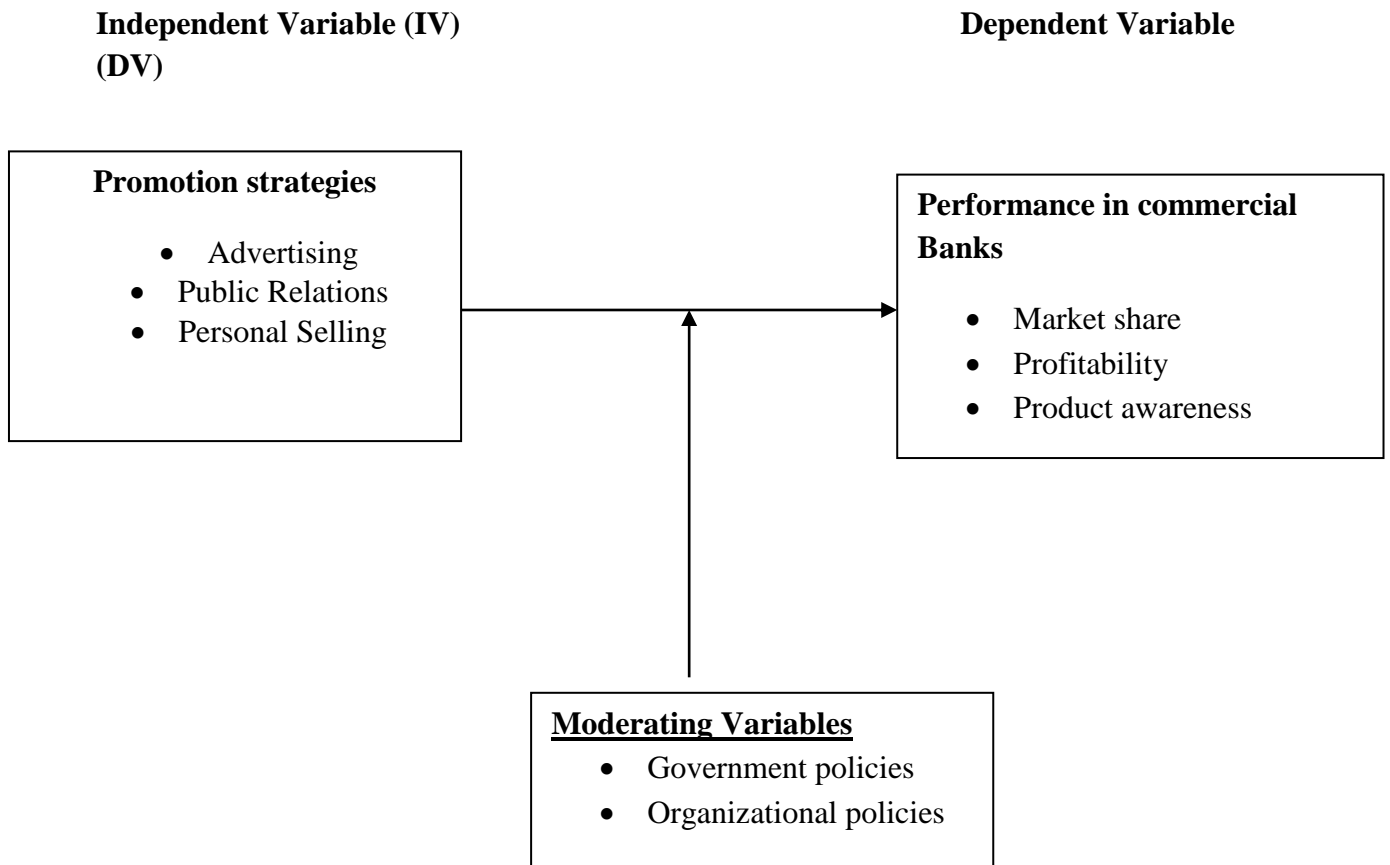 Independent Variable (IV) Dependent Variable
(DV)
Promotion strategies
• Advertising
• Public Relations
• Personal Selling
Performance in commercial
Banks
• Market share
• Profitability
• Product awareness
Moderating Variables
• Government policies
• Organizational policies